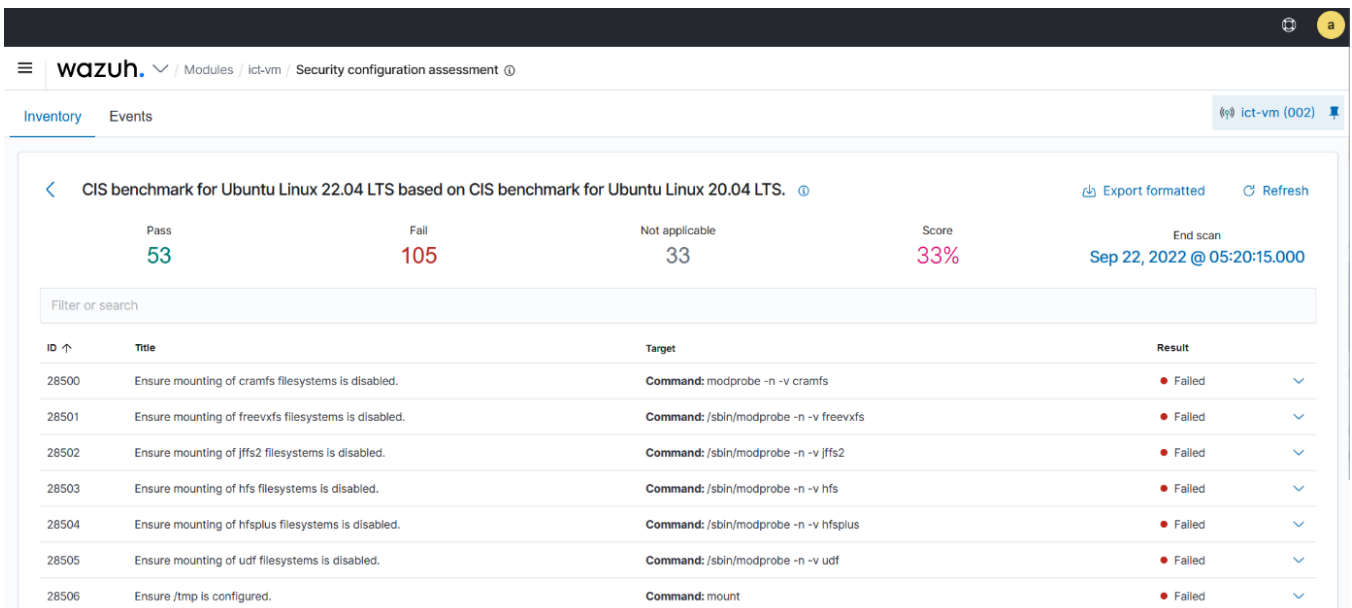 a
wazuh. / Modules / ict-vm / Security configuration assessment
Inventory Events ict-vm (002)
CIS benchmark for Ubuntu Linux 22.04 LTS based on CIS benchmark for Ubuntu Linux 20.04 LTS. Export formatted Refresh
Pass Fail Not applicable Score End scan
53 105 33 33% Sep 22, 2022 @ 05:20:15.000
Filter or search
ID Title Target Result
28500 Ensure mounting of cramfs filesystems is disabled. Command: modprobe -n -v cramfs Failed
28501 Ensure mounting of freevxfs filesystems is disabled. Command: /sbin/modprobe -n -v freevxfs Failed
28502 Ensure mounting of jffs2 filesystems is disabled. Command: /sbin/modprobe -n -v jffs2 Failed
28503 Ensure mounting of hfs filesystems is disabled. Command: /sbin/modprobe -n -v hfs Failed
28504 Ensure mounting of hfsplus filesystems is disabled. Command: /sbin/modprobe -n -v hfsplus Failed
28505 Ensure mounting of udf filesystems is disabled. Command: /sbin/modprobe -n -v udf Failed
28506 Ensure /tmp is configured. Command: mount Failed